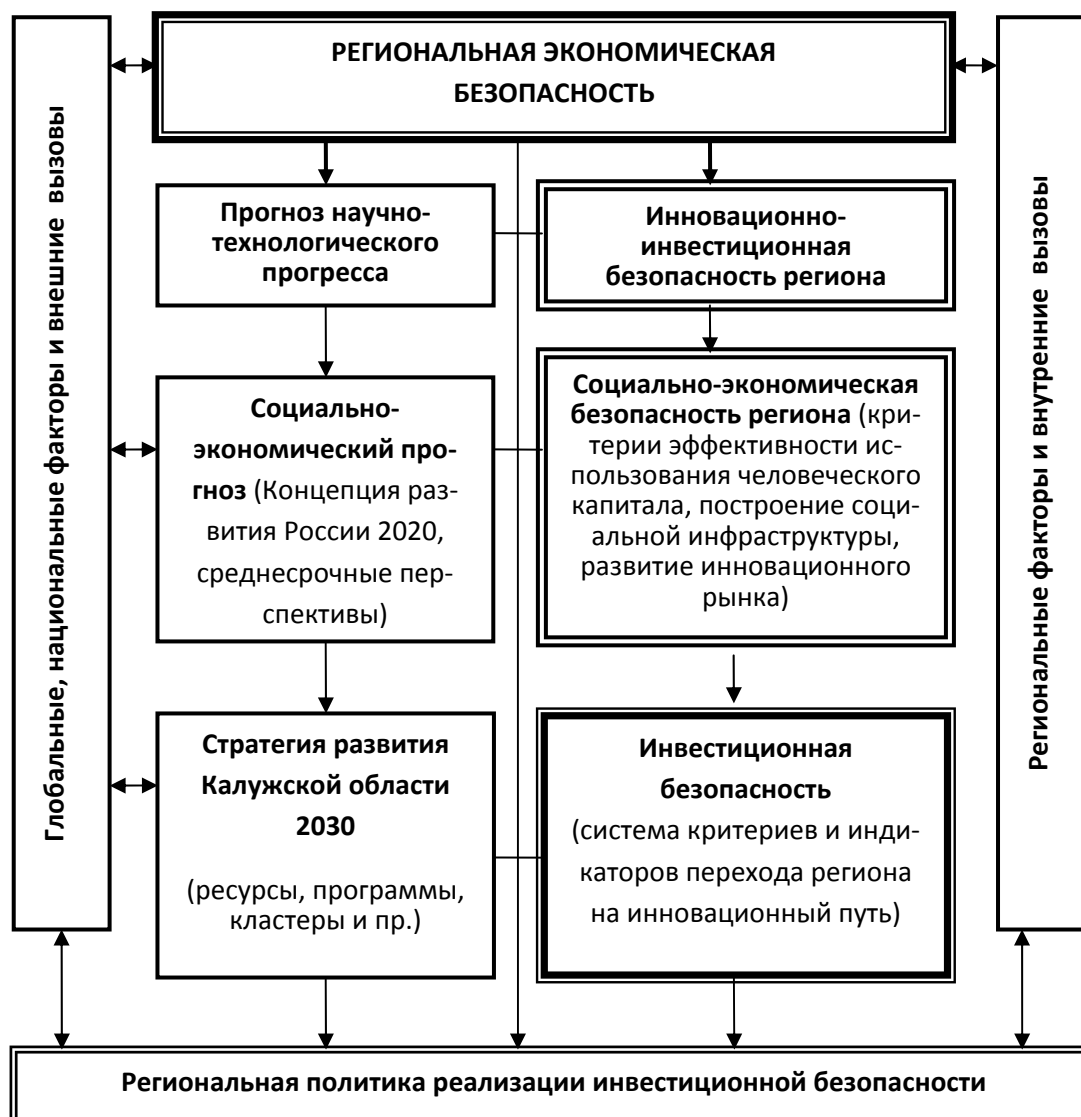 РЕГИОНАЛЬНАЯ ЭКОНОМИЧЕСКАЯ
БЕЗОПАСНОСТЬ
Глобальные, национальные факторы и внешние вызовы
Прогноз научно-
технологического
прогресса
Инновационно-
инвестиционная
безопасность региона
Социально-
экономический про-
гноз (Концепция раз-
вития России 2020,
среднесрочные пер-
спективы)
Социально-экономическая
безопасность региона (кри-
терии эффективности ис-
пользования человеческого
капитала, построение соци-
альной инфраструктуры,
развитие инновационного
рынка)
Стратегия развития
Калужской области
2030
(ресурсы, программы,
кластеры и пр.)
Инвестиционная
безопасность
(система критериев и инди-
каторов перехода региона
на инновационный путь)
Региональные факторы и внутренние вызовы
Региональная политика реализации инвестиционной безопасности